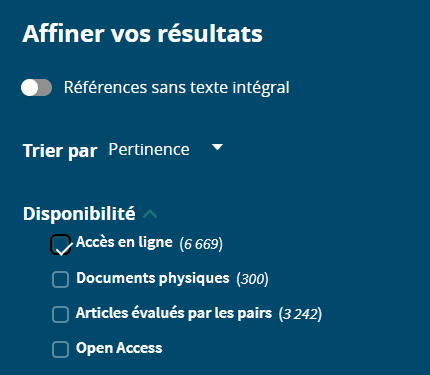 Affiner vos résultats
Références sans texte intégral
Trier par Pertinence
Disponibilité
Accès en ligne (6 669)
Documents physiques (300)
Articles évalués par les pairs (3 242)
Open Access